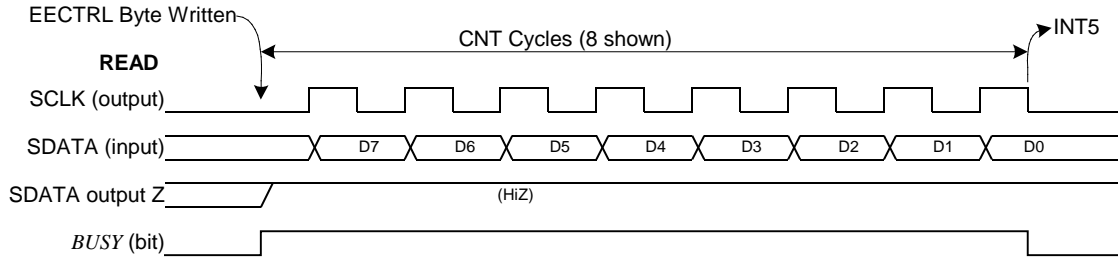 EECTRL Byte Written
INT5
CNT Cycles (8 shown)
READ
SCLK (output)
SDATA (input)
D7 D6 D5 D4 D3 D2 D1 D0
SDATA output Z
(HiZ)
BUSY (bit)